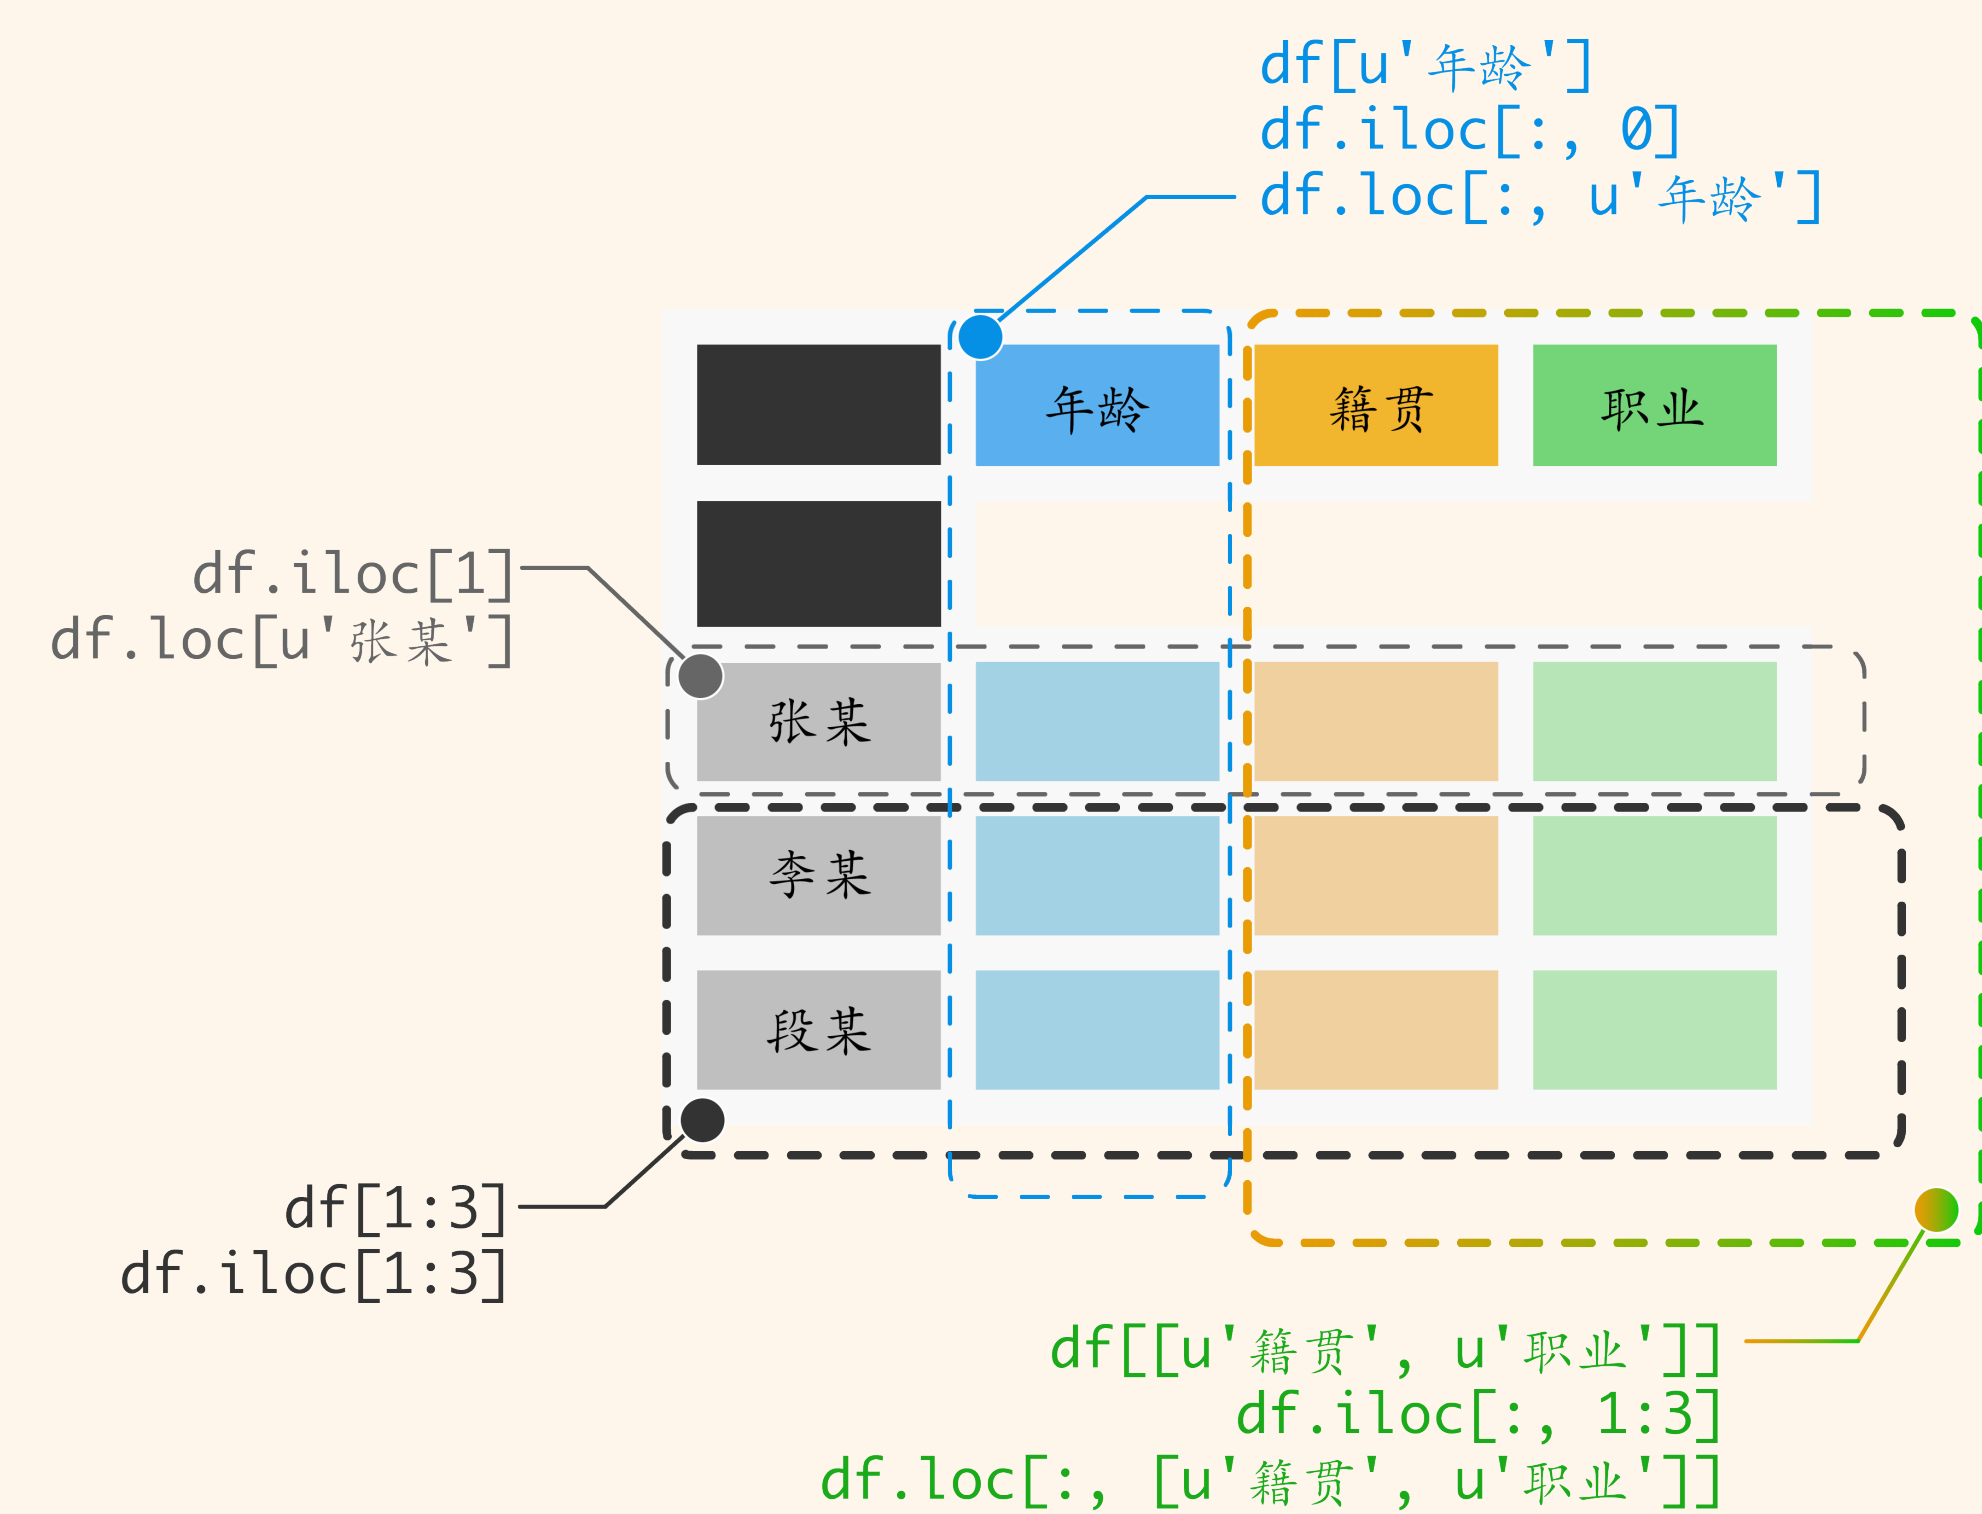 df[u'年龄']
df.iloc[:, 0]
df.loc[:, u'年龄']
年龄 籍贯 职业
df.iloc[1]
df.loc[u'张某']
张某
李某
段某
df[1:3]
df.iloc[1:3]
df[[u'籍贯', u'职业']]
df.iloc[:, 1:3]
df.loc[:, [u'籍贯', u'职业']]